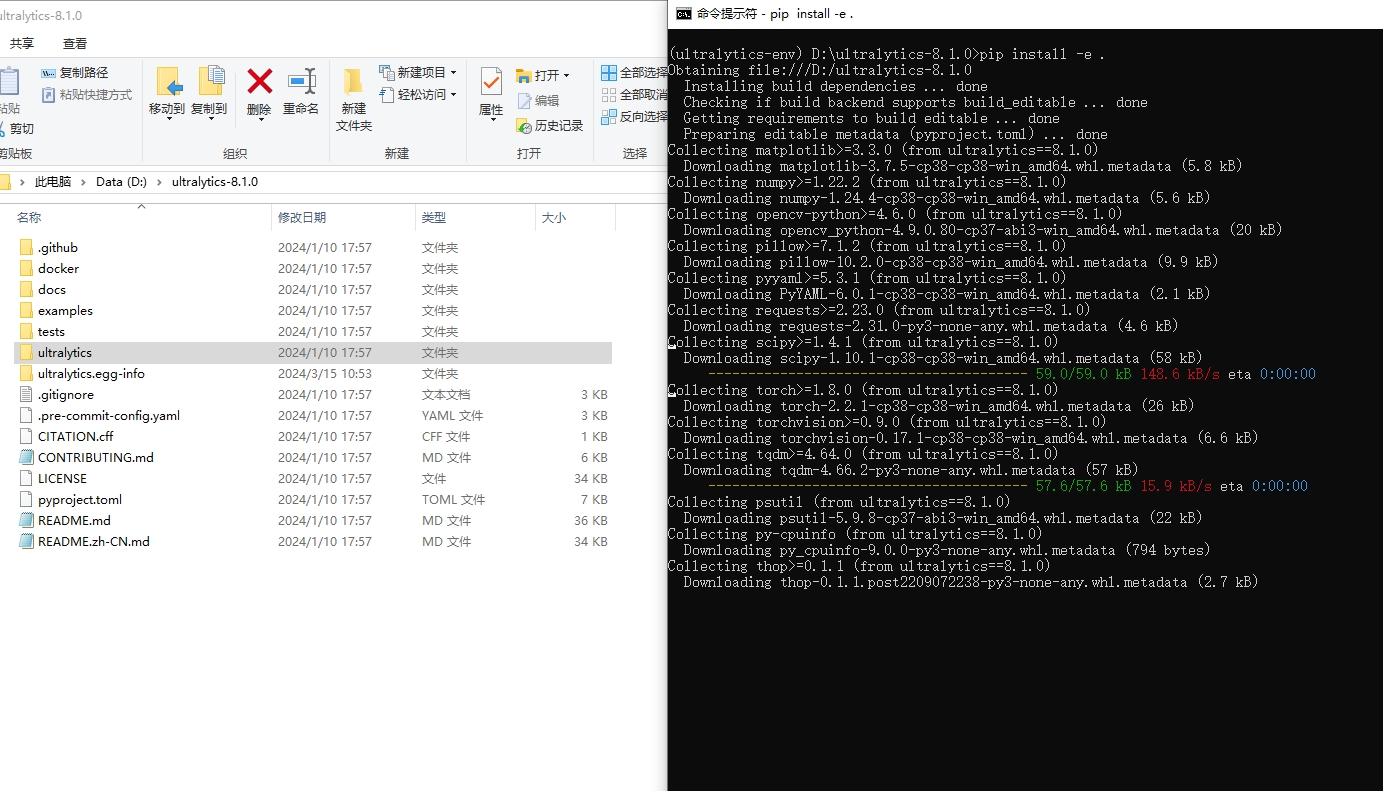 ultralytics-8.1.0
共享 查看
复制路径
粘贴快捷方式
粘贴
剪切
剪贴板
移动到 复制到 删除 重命名
组织
新建
文件夹
新建项目
轻松访问
新建
属性
打开
编辑
历史记录
打开
全部选择
全部取消
反向选择
选择
此电脑 > Data (D:) > ultralytics-8.1.0
名称 修改日期 类型 大小
.github 2024/1/10 17:57 文件夹
docker 2024/1/10 17:57 文件夹
docs 2024/1/10 17:57 文件夹
examples 2024/1/10 17:57 文件夹
tests 2024/1/10 17:57 文件夹
ultralytics 2024/1/10 17:57 文件夹
ultralytics.egg-info 2024/3/15 10:53 文件夹
.gitignore 2024/1/10 17:57 文本文档 3 KB
.pre-commit-config.yaml 2024/1/10 17:57 YAML 文件 3 KB
CITATION.cff 2024/1/10 17:57 CFF 文件 1 KB
CONTRIBUTING.md 2024/1/10 17:57 MD 文件 6 KB
LICENSE 2024/1/10 17:57 文件 34 KB
pyproject.toml 2024/1/10 17:57 TOML 文件 7 KB
README.md 2024/1/10 17:57 MD 文件 36 KB
README.zh-CN.md 2024/1/10 17:57 MD 文件 34 KB
命令提示符 - pip install -e .
(ultralytics-env) D:\ultralytics-8.1.0>pip install -e .
Obtaining file:///D:/ultralytics-8.1.0
Installing build dependencies ... done
Checking if build backend supports build_editable ... done
Getting requirements to build editable ... done
Preparing editable metadata (pyproject.toml) ... done
Collecting matplotlib>=3.3.0 (from ultralytics==8.1.0)
Downloading matplotlib-3.7.5-cp38-cp38-win_amd64.whl.metadata (5.8 kB)
Collecting numpy>=1.22.2 (from ultralytics==8.1.0)
Downloading numpy-1.24.4-cp38-cp38-win_amd64.whl.metadata (5.6 kB)
Collecting opencv-python>=4.6.0 (from ultralytics==8.1.0)
Downloading opencv_python-4.9.0.80-cp37-abi3-win_amd64.whl.metadata (20 kB)
Collecting pillow>=7.1.2 (from ultralytics==8.1.0)
Downloading pillow-10.2.0-cp38-cp38-win_amd64.whl.metadata (9.9 kB)
Collecting pyyaml>=5.3.1 (from ultralytics==8.1.0)
Downloading PyYAML-6.0.1-cp38-cp38-win_amd64.whl.metadata (2.1 kB)
Collecting requests>=2.23.0 (from ultralytics==8.1.0)
Downloading requests-2.31.0-py3-none-any.whl.metadata (4.6 kB)
Collecting scipy>=1.4.1 (from ultralytics==8.1.0)
Downloading scipy-1.10.1-cp38-cp38-win_amd64.whl.metadata (58 kB)
---------------------------------------- 59.0/59.0 kB 148.6 kB/s eta 0:00:00
Collecting torch>=1.8.0 (from ultralytics==8.1.0)
Downloading torch-2.2.1-cp38-cp38-win_amd64.whl.metadata (26 kB)
Collecting torchvision>=0.9.0 (from ultralytics==8.1.0)
Downloading torchvision-0.17.1-cp38-cp38-win_amd64.whl.metadata (6.6 kB)
Collecting tqdm>=4.64.0 (from ultralytics==8.1.0)
Downloading tqdm-4.66.2-py3-none-any.whl.metadata (57 kB)
---------------------------------------- 57.6/57.6 kB 15.9 kB/s eta 0:00:00
Collecting psutil (from ultralytics==8.1.0)
Downloading psutil-5.9.8-cp37-abi3-win_amd64.whl.metadata (22 kB)
Collecting py-cpuinfo (from ultralytics==8.1.0)
Downloading py_cpuinfo-9.0.0-py3-none-any.whl.metadata (794 bytes)
Collecting thop>=0.1.1 (from ultralytics==8.1.0)
Downloading thop-0.1.1.post2209072238-py3-none-any.whl.metadata (2.7 kB)